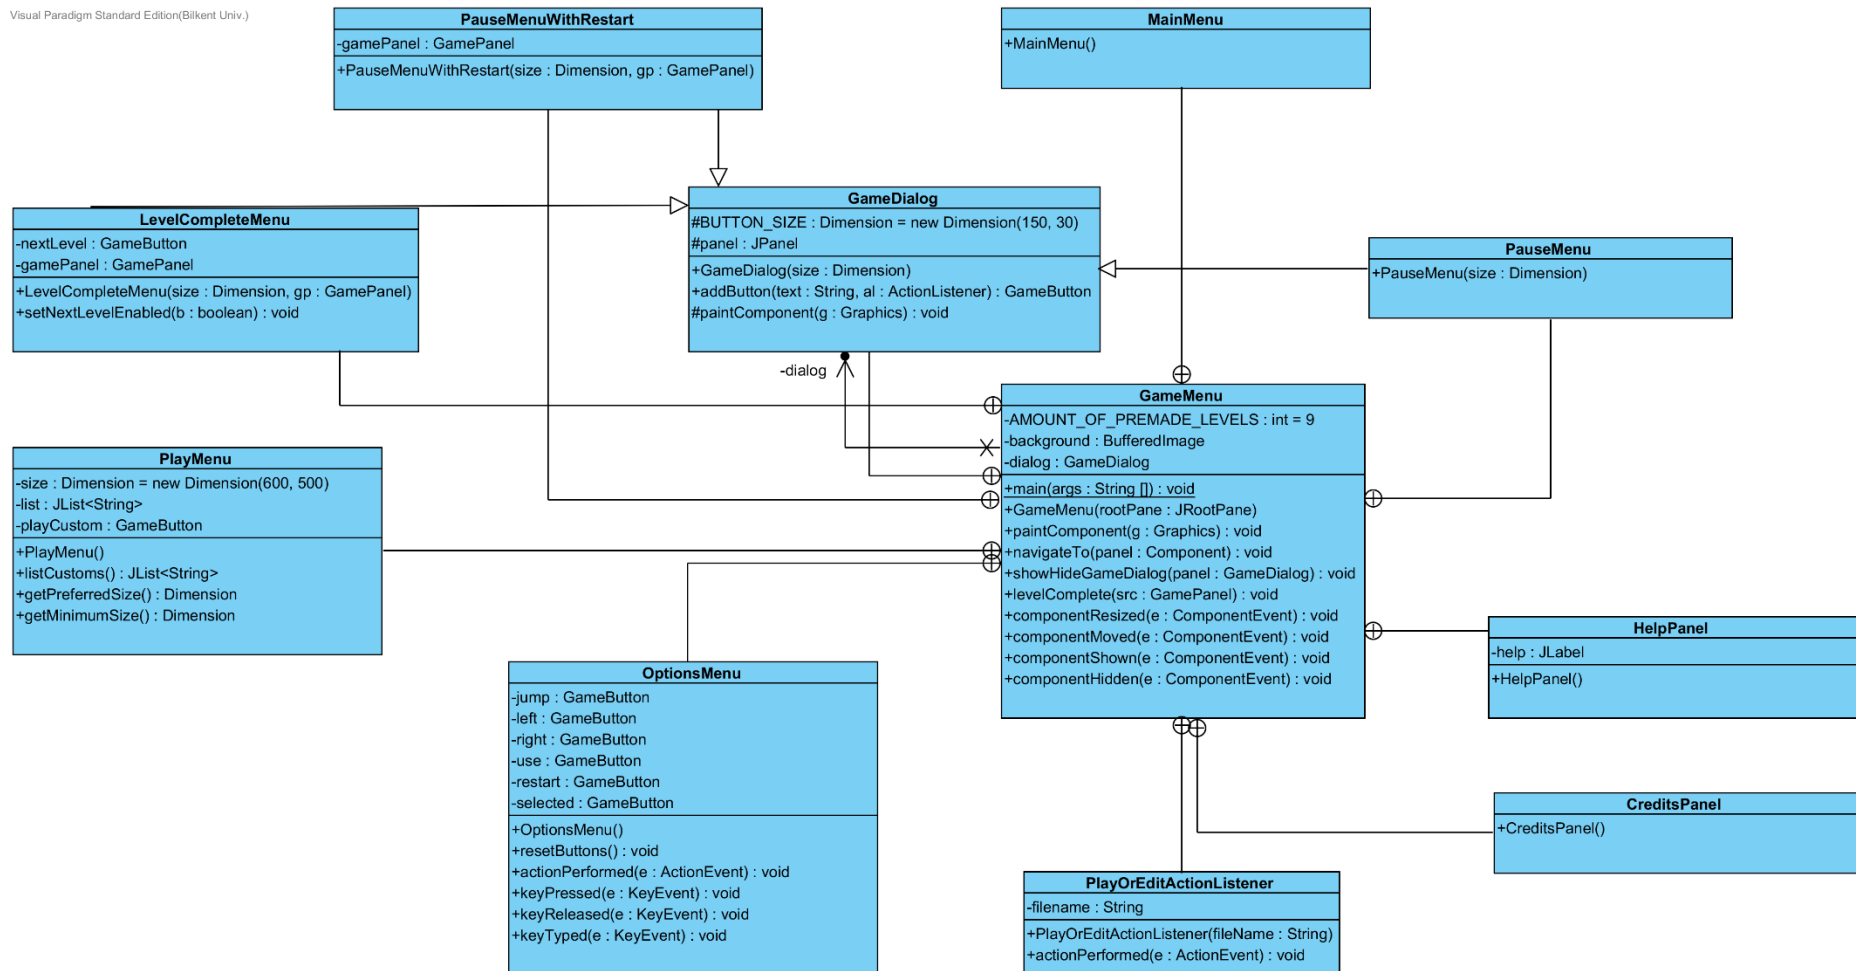 Visual Paradigm Standard Edition(Bilkent Univ.)
PauseMenuWithRestart
-gamePanel : GamePanel
+PauseMenuWithRestart(size : Dimension, gp : GamePanel)
MainMenu
+MainMenu()
LevelCompleteMenu
-nextLevel : GameButton
-gamePanel : GamePanel
+LevelCompleteMenu(size : Dimension, gp : GamePanel)
+setNextLevelEnabled(b : boolean) : void
GameDialog
#BUTTON_SIZE : Dimension = new Dimension(150, 30)
#panel : JPanel
+GameDialog(size : Dimension)
+addButton(text : String, al : ActionListener) : GameButton
#paintComponent(g : Graphics) : void
PauseMenu
+PauseMenu(size : Dimension)
-dialog
GameMenu
-AMOUNT_OF_PREMADE_LEVELS : int = 9
-background : BufferedImage
-dialog : GameDialog
+main(args : String []) : void
+GameMenu(rootPane : JRootPane)
+paintComponent(g : Graphics) : void
+navigateTo(panel : Component) : void
+showHideGameDialog(panel : GameDialog) : void
+levelComplete(src : GamePanel) : void
+componentResized(e : ComponentEvent) : void
+componentMoved(e : ComponentEvent) : void
+componentShown(e : ComponentEvent) : void
+componentHidden(e : ComponentEvent) : void
PlayMenu
-size : Dimension = new Dimension(600, 500)
-list : JList<String>
-playCustom : GameButton
+PlayMenu()
+listCustoms() : JList<String>
+getPreferredSize() : Dimension
+getMinimumSize() : Dimension
HelpPanel
-help : JLabel
+HelpPanel()
OptionsMenu
-jump : GameButton
-left : GameButton
-right : GameButton
-use : GameButton
-restart : GameButton
-selected : GameButton
+OptionsMenu()
+resetButtons() : void
+actionPerformed(e : ActionEvent) : void
+keyPressed(e : KeyEvent) : void
+keyReleased(e : KeyEvent) : void
+keyTyped(e : KeyEvent) : void
CreditsPanel
+CreditsPanel()
PlayOrEditActionListener
-filename : String
+PlayOrEditActionListener(fileName : String)
+actionPerformed(e : ActionEvent) : void